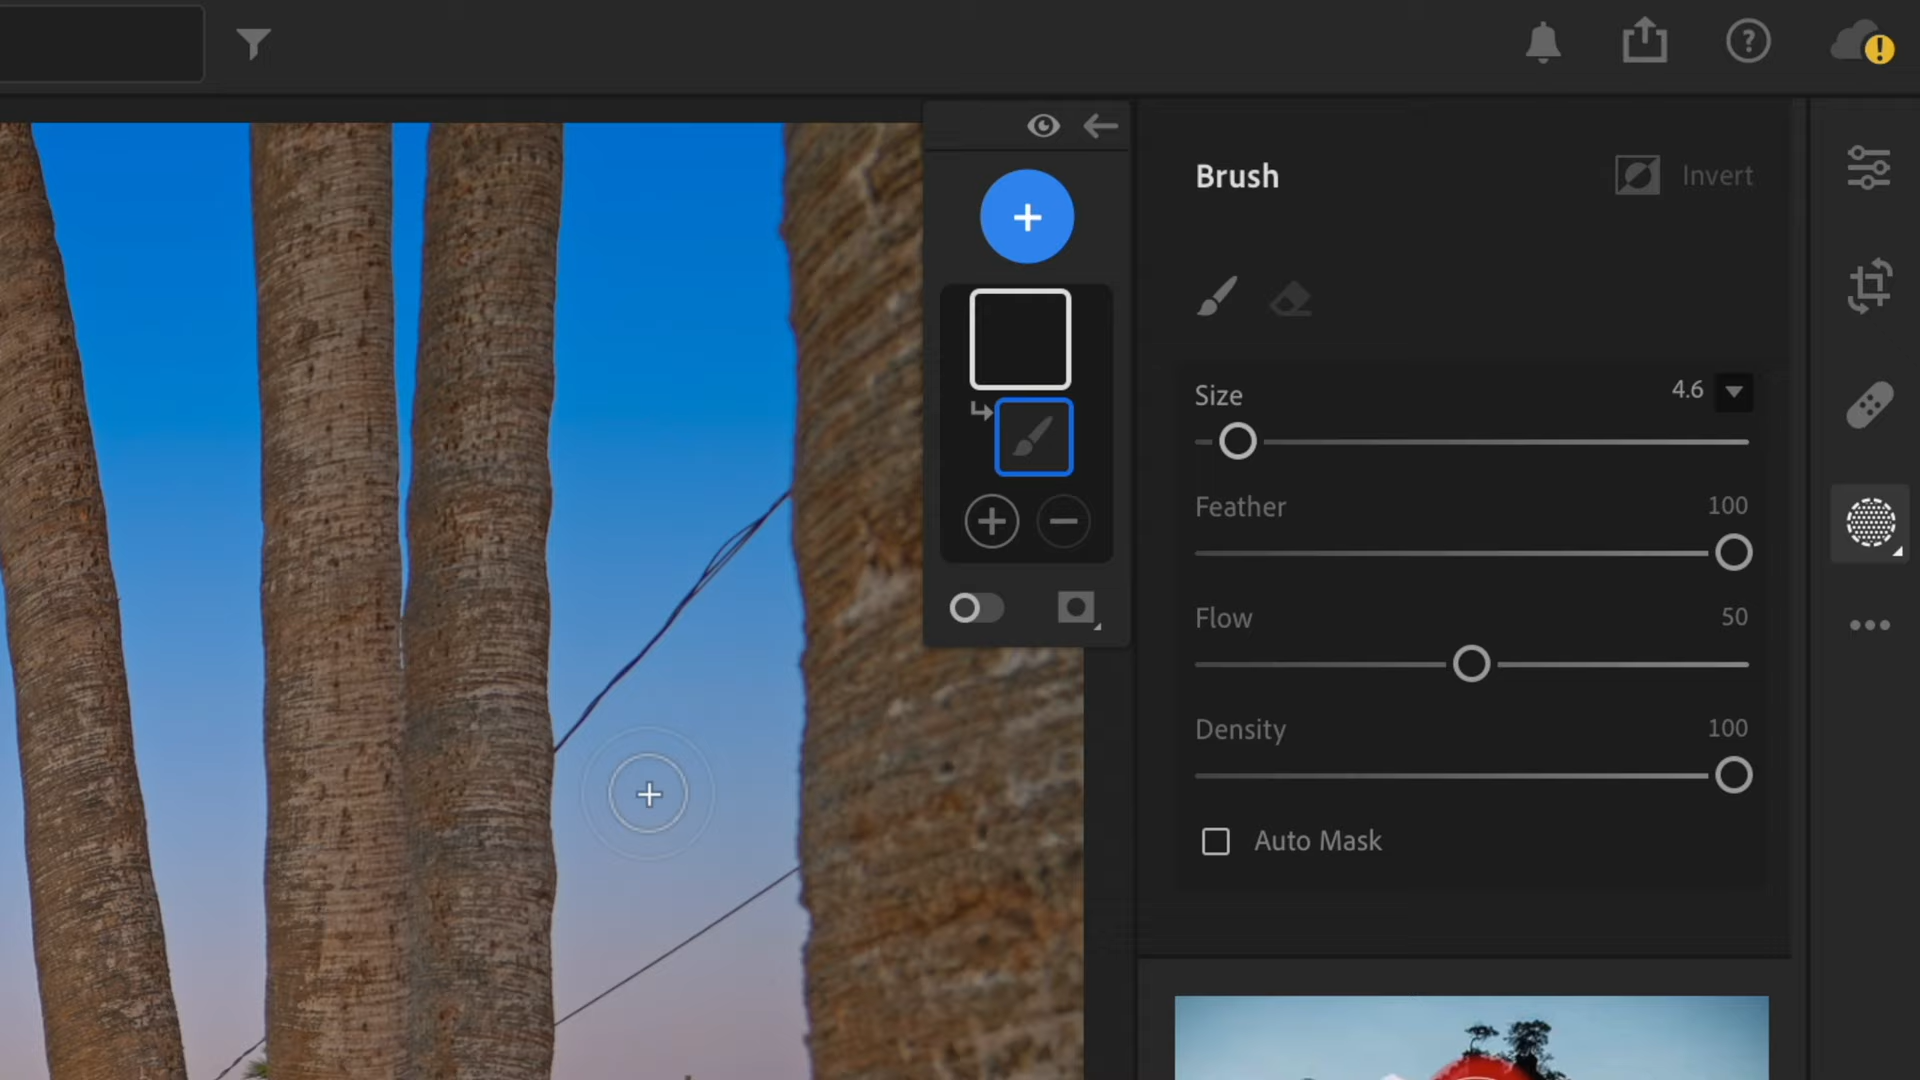 Brush
Invert
Size 4.6
Feather 100
Flow 50
Density 100
Auto Mask